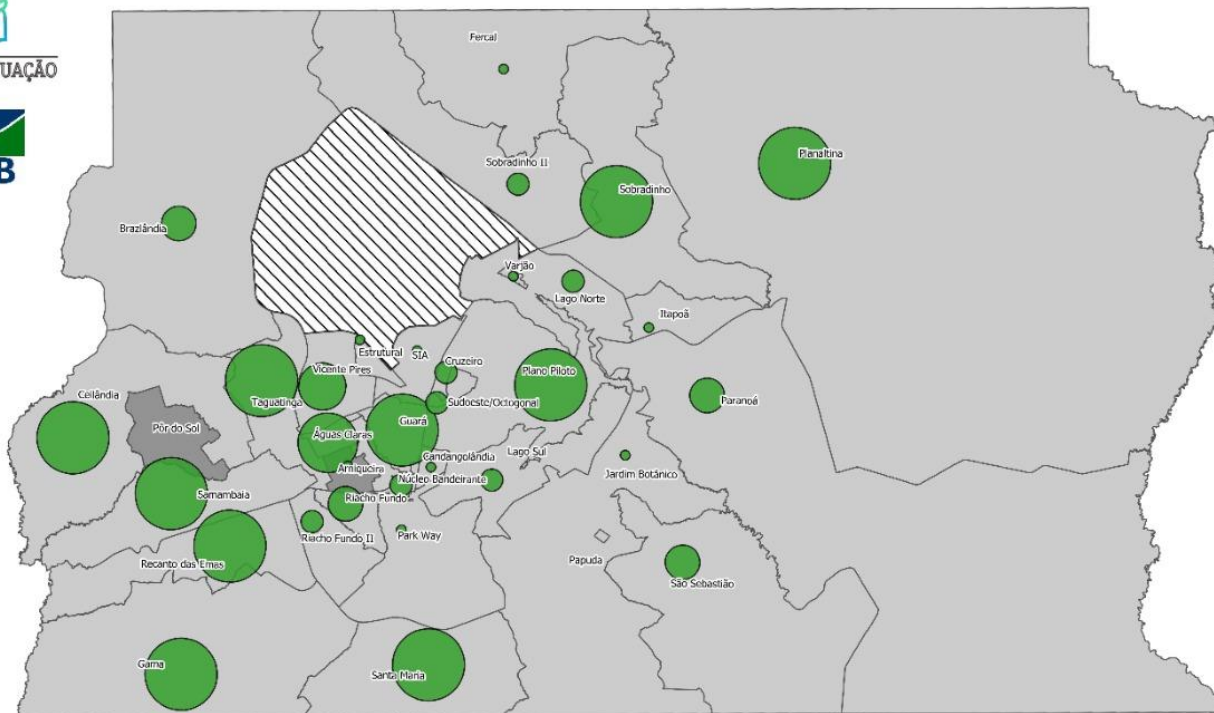 UAÇÃO
B
Fercal
Planaltina
Sobradinho II
Sobradinho
Brazlândia
Varjão
Lago Norte
Itapoã
Estrutural
SIA
Cruzeiro
Vicente Pires
Plano Piloto
Ceilândia
Taguatinga
Sudoeste/Octogonal
Paranoá
Pôr do Sol
Guará
Águas Claras
Lago Sul
Candangolândia
Arniqueira
Jardim Botânico
Núcleo Bandeirante
Samambaia
Riacho Fundo
Riacho Fundo II
Park Way
Papuda
Recanto das Emas
São Sebastião
Gama
Santa Maria